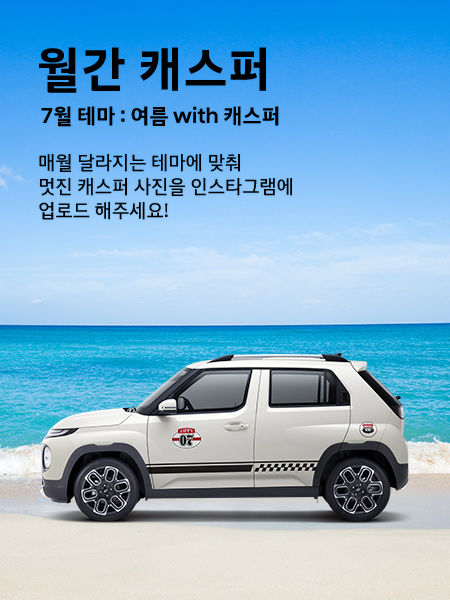 월간 캐스퍼
7월 테마 : 여름 with 캐스퍼
매월 달라지는 테마에 맞춰
멋진 캐스퍼 사진을 인스타그램에
업로드 해주세요!
07